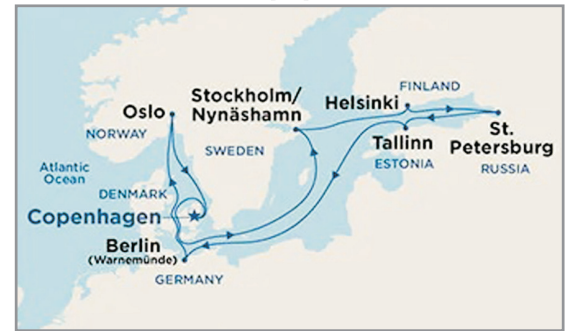 FINLAND
Stockholm/
Nynäshamn
Helsinki
Oslo
NORWAY
SWEDEN
Tallinn
ESTONIA
St.
Petersburg
RUSSIA
Atlantic
Ocean
DENMARK
Copenhagen
Berlin
(Warnemünde)
GERMANY